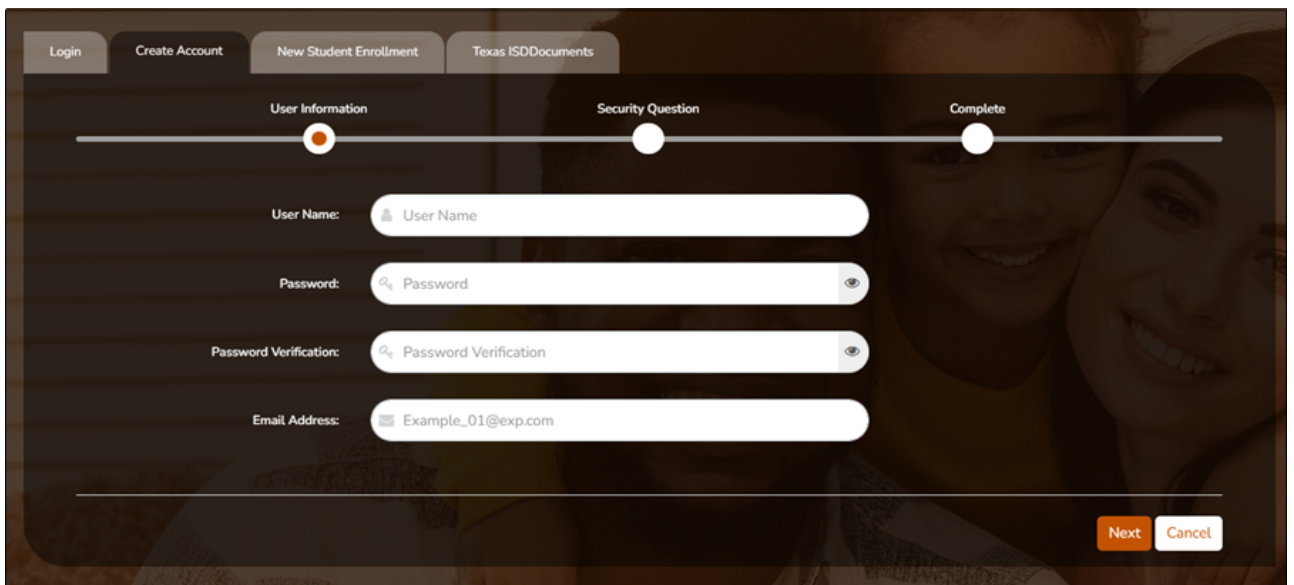 Login Create Account New Student Enrollment Texas ISDDocuments
User Information Security Question Complete
User Name: User Name
Password: Password
Password Verification: Password Verification
Email Address: Example_01@exp.com
Next Cancel